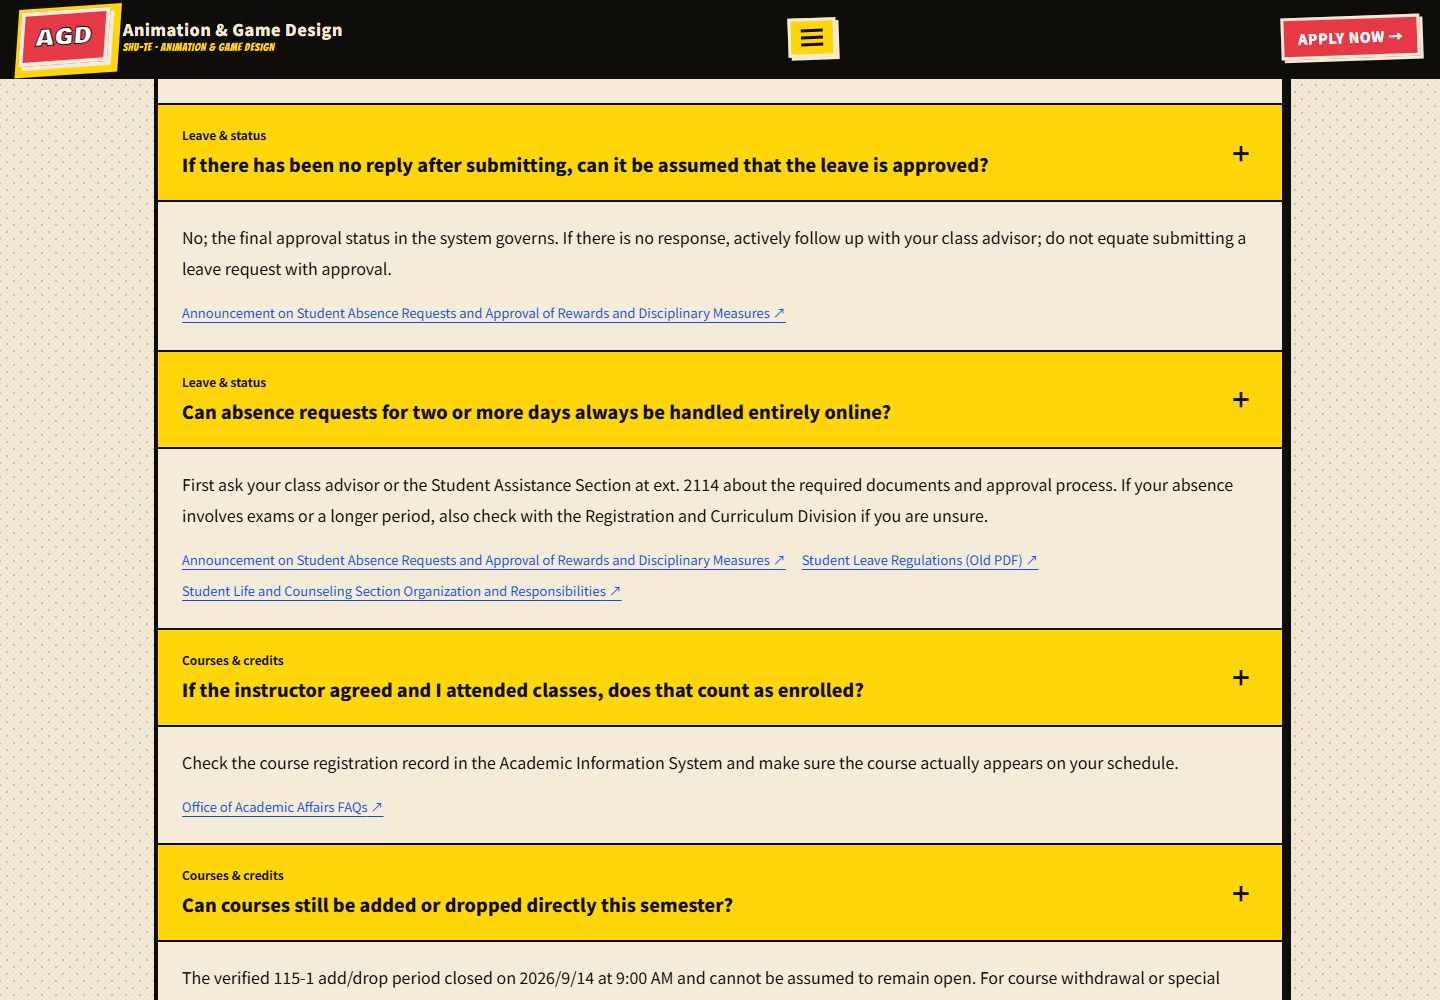 AGD
Animation & Game Design
SHU-TE · ANIMATION & GAME DESIGN
APPLY NOW →
Leave & status
If there has been no reply after submitting, can it be assumed that the leave is approved?
+
No; the final approval status in the system governs. If there is no response, actively follow up with your class advisor; do not equate submitting a
leave request with approval.
Announcement on Student Absence Requests and Approval of Rewards and Disciplinary Measures ↗
Leave & status
Can absence requests for two or more days always be handled entirely online?
+
First ask your class advisor or the Student Assistance Section at ext. 2114 about the required documents and approval process. If your absence
involves exams or a longer period, also check with the Registration and Curriculum Division if you are unsure.
Announcement on Student Absence Requests and Approval of Rewards and Disciplinary Measures ↗ Student Leave Regulations (Old PDF) ↗
Student Life and Counseling Section Organization and Responsibilities ↗
Courses & credits
If the instructor agreed and I attended classes, does that count as enrolled?
+
Check the course registration record in the Academic Information System and make sure the course actually appears on your schedule.
Office of Academic Affairs FAQs ↗
Courses & credits
Can courses still be added or dropped directly this semester?
+
The verified 115-1 add/drop period closed on 2026/9/14 at 9:00 AM and cannot be assumed to remain open. For course withdrawal or special